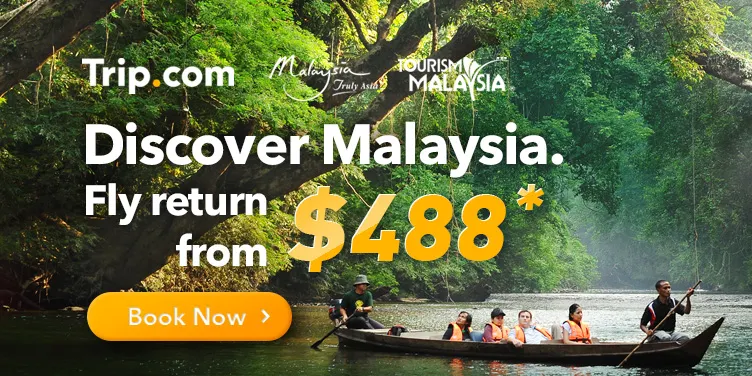 Trip.com
Malaysia
Truly Asia
TOURISM
MALAYSIA
Discover Malaysia.
Fly return
from $488*
Book Now >